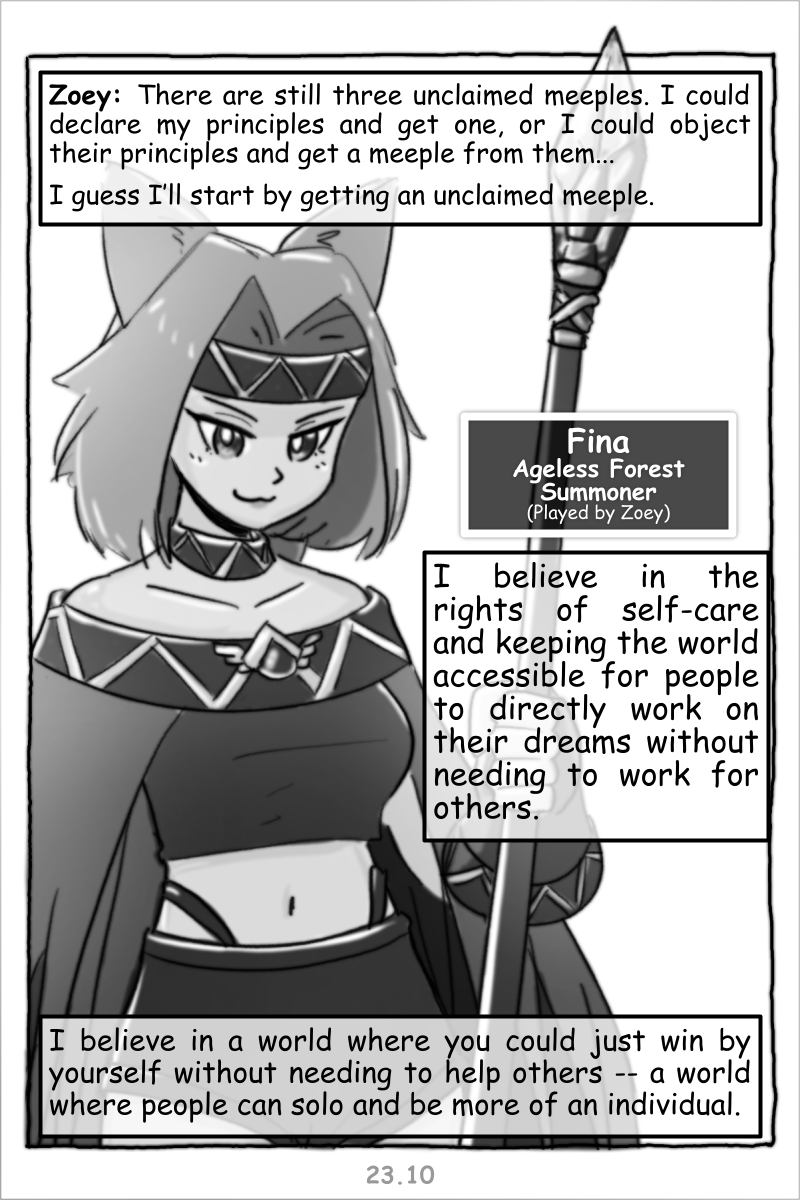 Zoey: There are still three unclaimed meeples. I could
declare my principles and get one, or I could object
their principles and get a meeple from them...
I guess I'll start by getting an unclaimed meeple.
Fina
Ageless Forest
Summoner
(Played by Zoey)
I believe in the
rights of self-care
and keeping the world
accessible for people
to directly work on
their dreams without
needing to work for
others.
I believe in a world where you could just win by
yourself without needing to help others -- a world
where people can solo and be more of an individual.
23.10